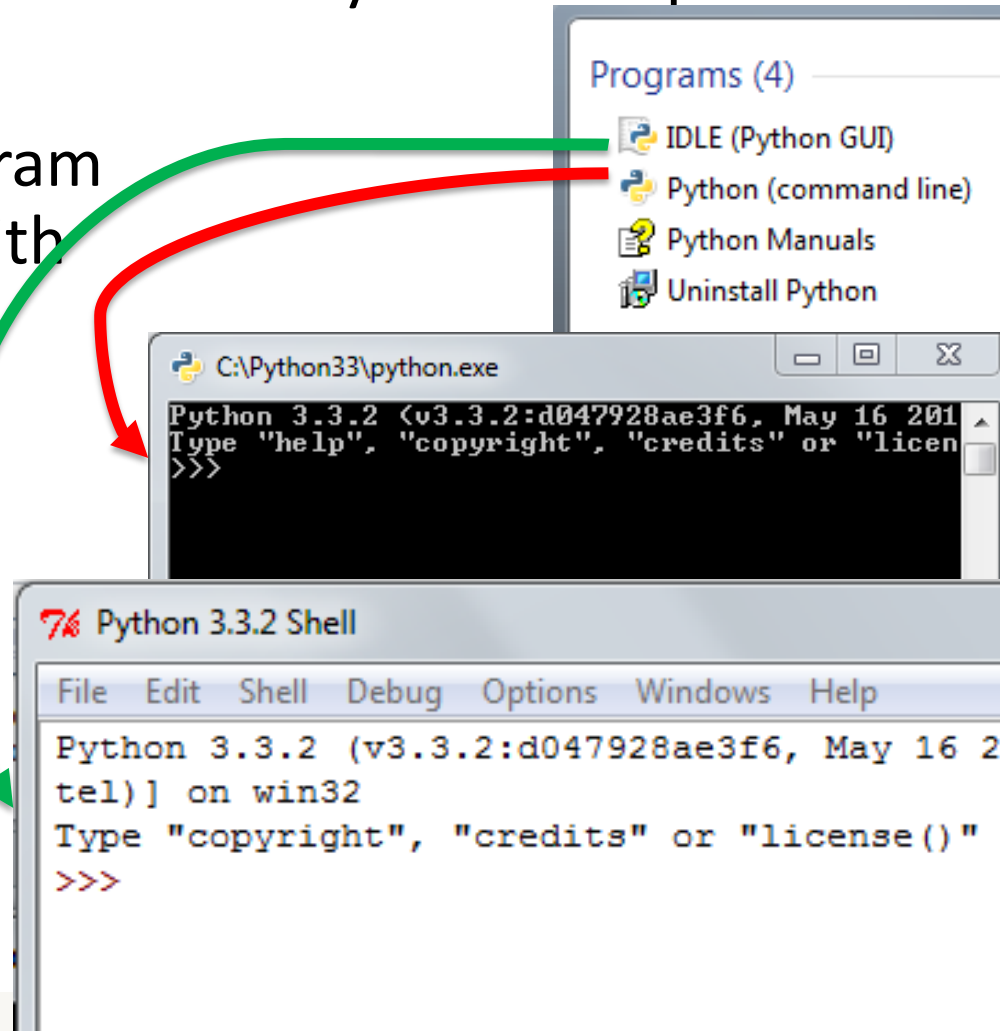 Programs (4)
IDLE (Python GUI)
ram
Python (command line)
th
Python Manuals
Uninstall Python
C:\Python33\python.exe
Python 3.3.2 (v3.3.2:d047928ae3f6, May 16 201
Type "help", "copyright", "credits" or "licen
>>>
Python 3.3.2 Shell
File Edit Shell Debug Options Windows Help
Python 3.3.2 (v3.3.2:d047928ae3f6, May 16 2
tel)] on win32
Type "copyright", "credits" or "license()"
>>>